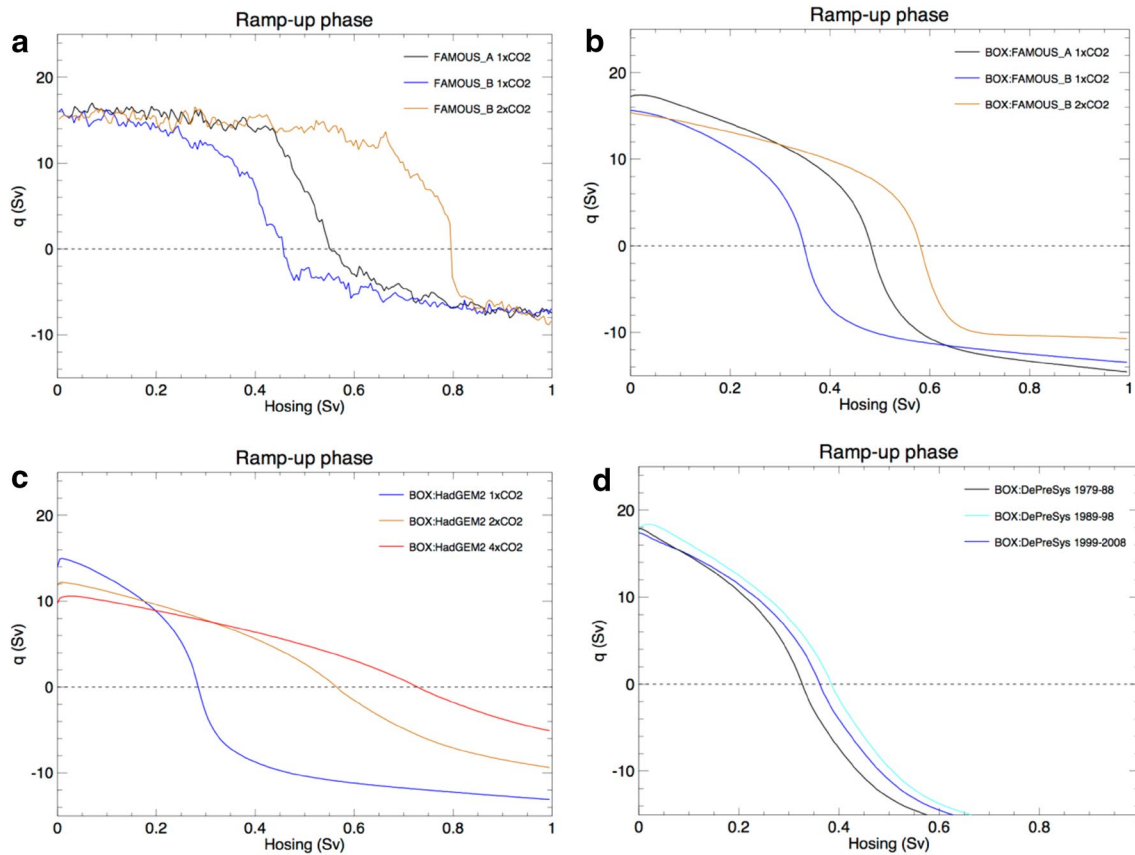 a
Ramp-up phase
FAMOUS_A 1xCO2
FAMOUS_B 1xCO2
FAMOUS_B 2xCO2
q (Sv)
20
10
0
-10
0 0.2 0.4 0.6 0.8 1
Hosing (Sv)
b
Ramp-up phase
BOX:FAMOUS_A 1xCO2
BOX:FAMOUS_B 1xCO2
BOX:FAMOUS_B 2xCO2
q (Sv)
20
10
0
-10
0 0.2 0.4 0.6 0.8 1
Hosing (Sv)
c
Ramp-up phase
BOX:HadGEM2 1xCO2
BOX:HadGEM2 2xCO2
BOX:HadGEM2 4xCO2
q (Sv)
20
10
0
-10
0 0.2 0.4 0.6 0.8 1
Hosing (Sv)
d
Ramp-up phase
BOX:DePreSys 1979-88
BOX:DePreSys 1989-98
BOX:DePreSys 1999-2008
q (Sv)
20
10
0
-10
0 0.2 0.4 0.6 0.8
Hosing (Sv)